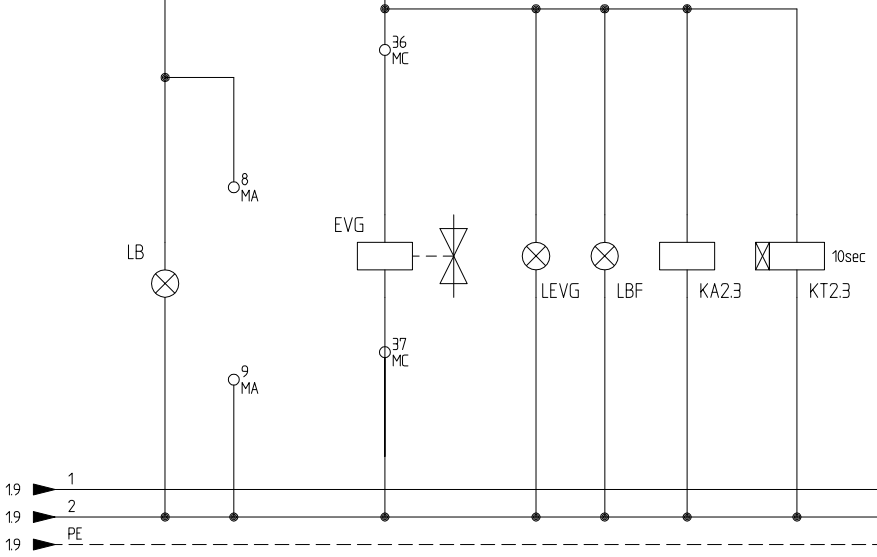 36
MC
8
MA
EVG
LB
10sec
LEVG
LBF
KA2.3
KT2.3
37
MC
9
MA
1
1.9
2
1.9
PE
1.9